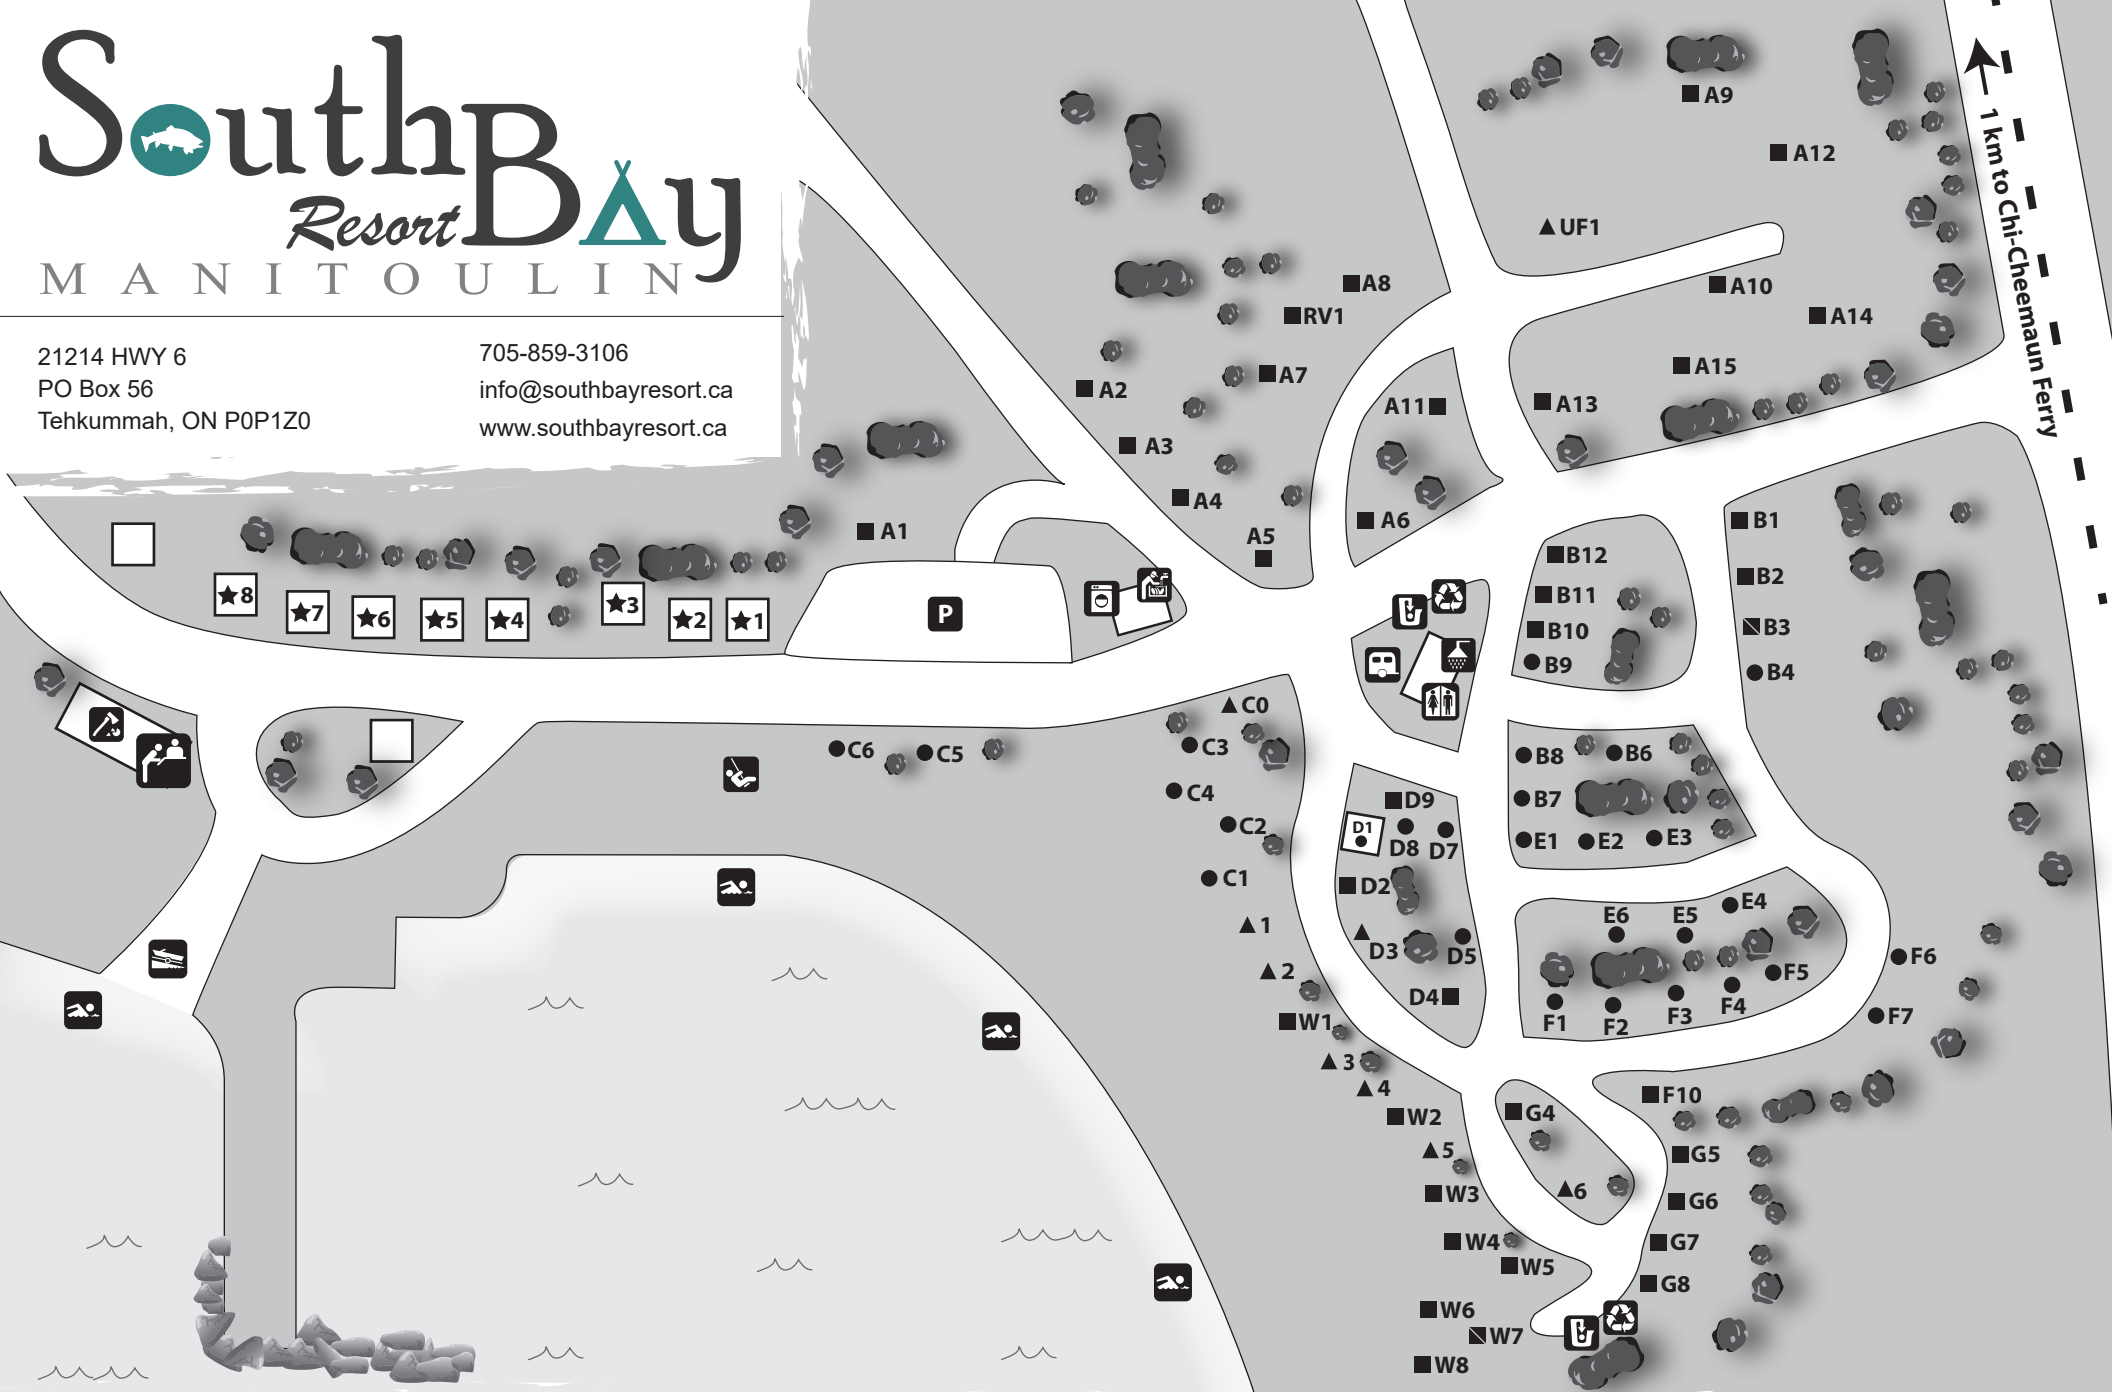 South Bay
Resort
MANITOULIN
21214 HWY 6
PO Box 56
Tehkummah, ON P0P1Z0
705-859-3106
info@southbayresort.ca
www.southbayresort.ca
1 km to Chi-Cheemaun Ferry
A9
A12
UF1
A8
A10
RV1
A14
A15
A7
A2
A11
A13
A3
A4
A6
A5
A1
B1
B12
B2
B11
B10
B3
B9
B4
8
7
6
5
4
3
2
1
P
C0
C3
C6
C5
C4
C2
C1
B8
B6
B7
E1
E2
E3
D9
D1
D8
D7
D2
D3
D5
D4
E6
E5
E4
F5
F6
F1
F2
F3
F4
F7
1
2
W1
3
4
W2
5
W3
W4
W5
W6
W7
W8
G4
6
F10
G5
G6
G7
G8